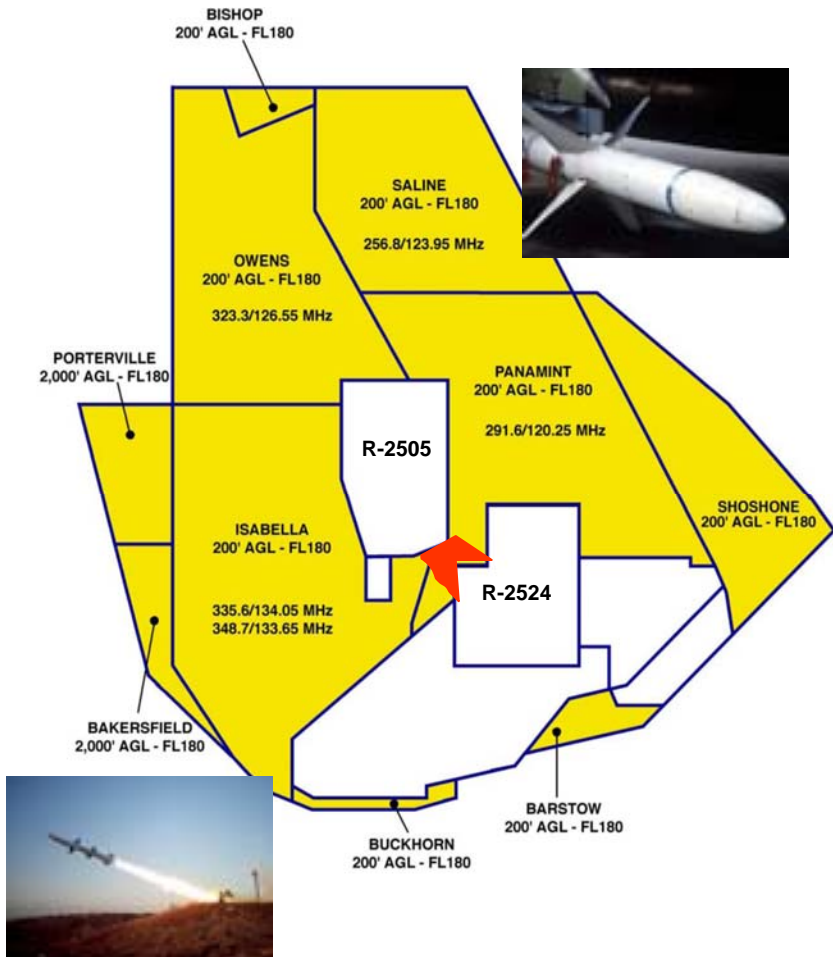 BISHOP
200' AGL - FL180
SALINE
200' AGL - FL180
256.8/123.95 MHz
OWENS
200' AGL - FL180
323.3/126.55 MHz
PORTERVILLE
2,000' AGL - FL180
PANAMINT
200' AGL - FL180
291.6/120.25 MHz
R-2505
SHOSHONE
200' AGL - FL180
ISABELLA
200' AGL - FL180
335.6/134.05 MHz
348.7/133.65 MHz
R-2524
BAKERSFIELD
2,000' AGL - FL180
BARSTOW
200' AGL - FL180
BUCKHORN
200' AGL - FL180